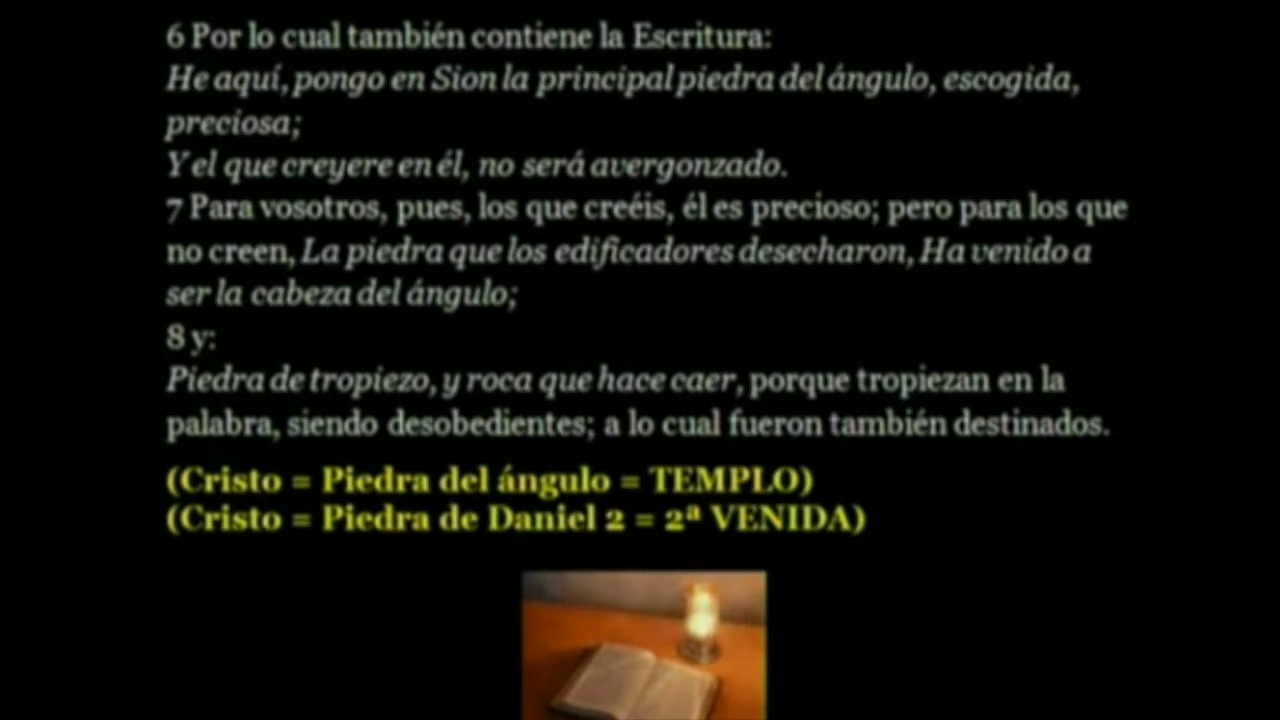 6 Por lo cual también contiene la Escritura:
He aquí, pongo en Sion la principal piedra del ángulo, escogida,
preciosa;
Y el que creyere en él, no será avergonzado.
7 Para vosotros, pues, los que creéis, él es precioso; pero para los que
no creen, La piedra que los edificadores desecharon, Ha venido a
ser la cabeza del ángulo;
8 y:
Piedra de tropiezo, y roca que hace caer, porque tropiezan en la
palabra, siendo desobedientes; a lo cual fueron también destinados.
(Cristo = Piedra del ángulo = TEMPLO)
(Cristo = Piedra de Daniel 2 = 2ª VENIDA)